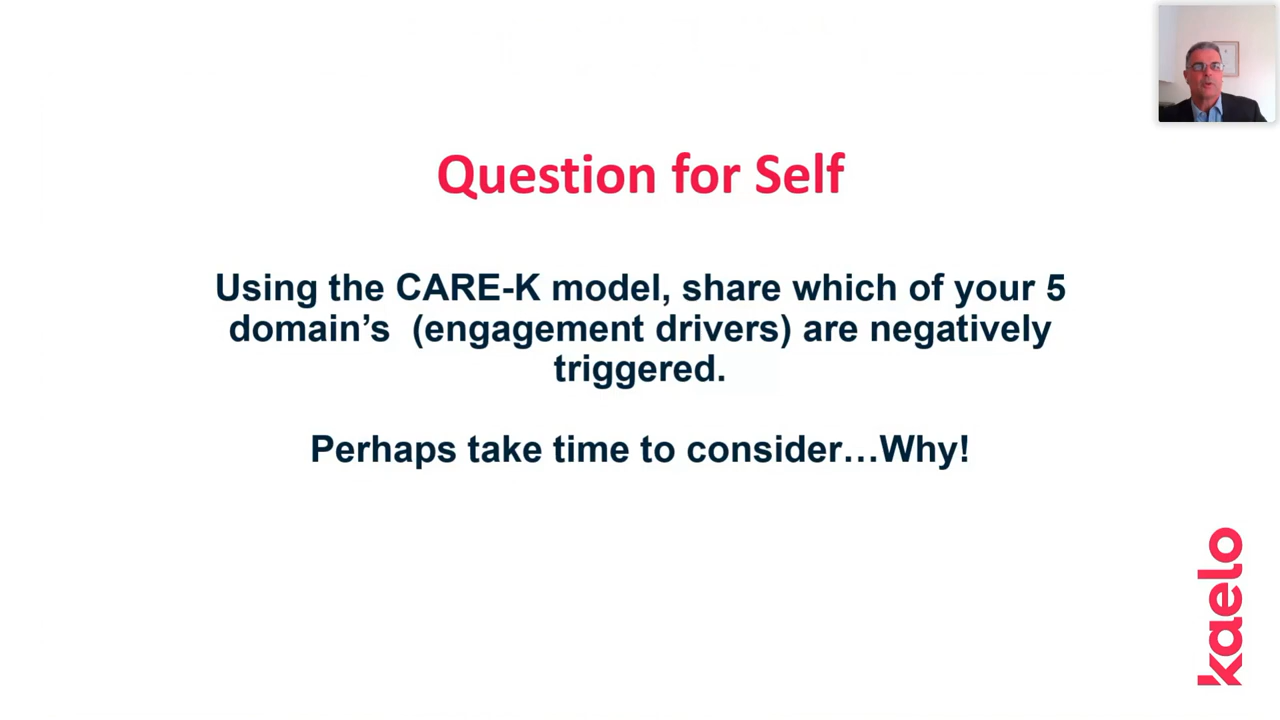 Question for Self
Using the CARE-K model, share which of your 5
domain’s  (engagement drivers) are negatively
triggered.
Perhaps take time to consider…Why!
kaelo